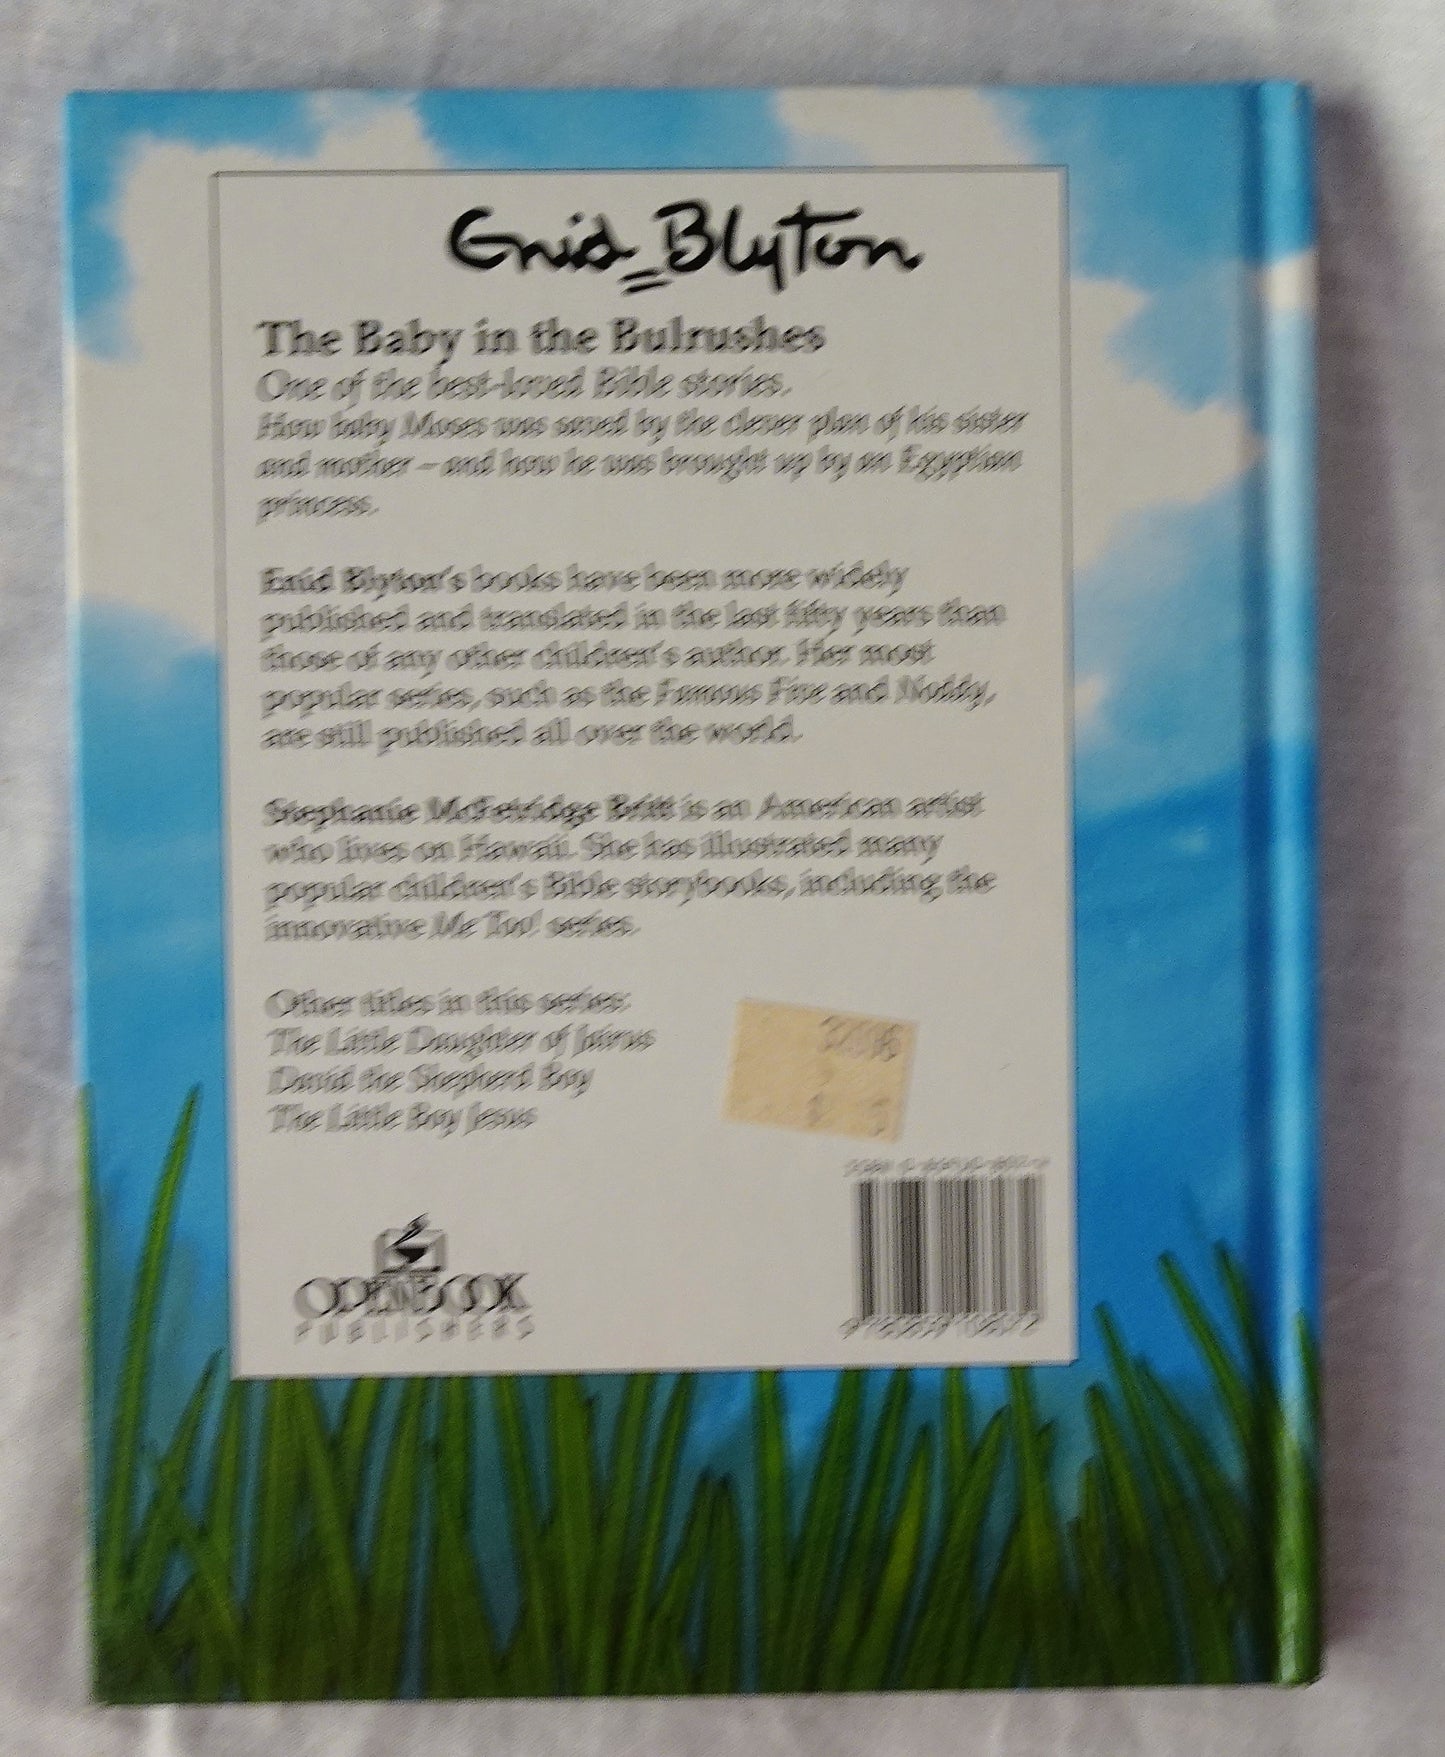 Enid Blyton
The Baby in the Bulrushes
One of the best-loved Bible stories.
How baby Moses was saved by the clever plan of his sister
and mother – and how he was brought up by an Egyptian
princess.
Enid Blyton's books have been more widely
published and translated in the last fifty years than
those of any other children's author. Her most
popular series, such as the Famous Five and Noddy,
are still published all over the world.
Stephanie McFetridge Britt is an American artist
who lives on Hawaii. She has illustrated many
popular children's Bible storybooks, including the
innovative Me Too! series.
Other titles in this series:
The Little Daughter of Jairus
David the Shepherd Boy
The Little Boy Jesus
ISBN
OPENBOOK
PUBLISHERS